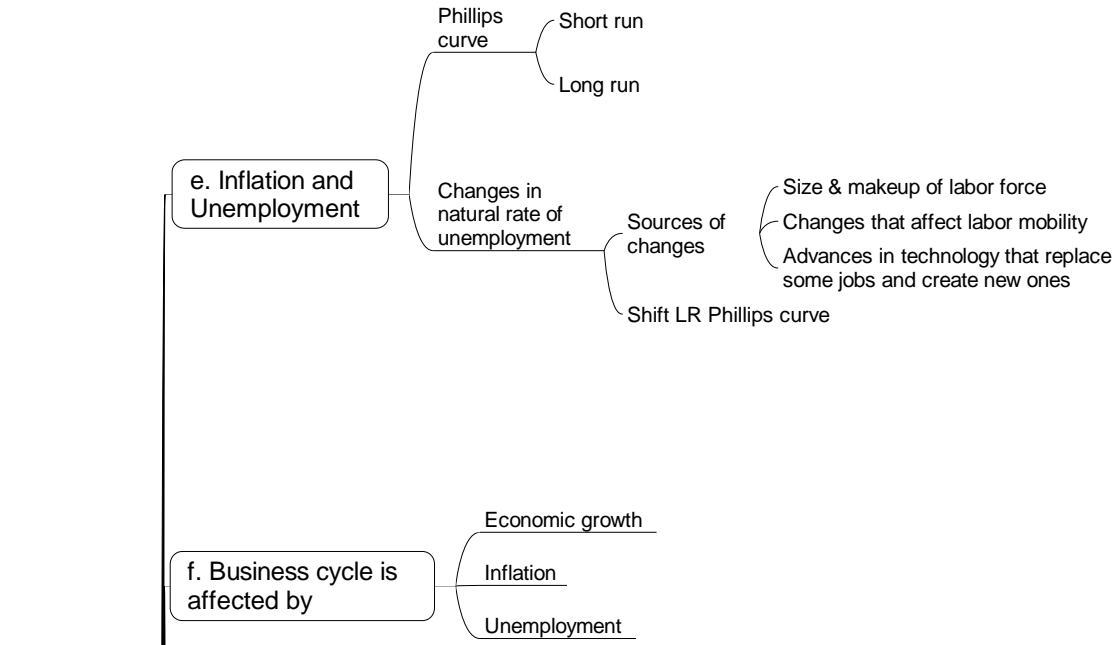 Phillips
curve
Short run
Long run
e. Inflation and
Unemployment
Changes in
natural rate of
unemployment
Sources of
changes
Size & makeup of labor force
Changes that affect labor mobility
Advances in technology that replace
some jobs and create new ones
Shift LR Phillips curve
f. Business cycle is
affected by
Economic growth
Inflation
Unemployment